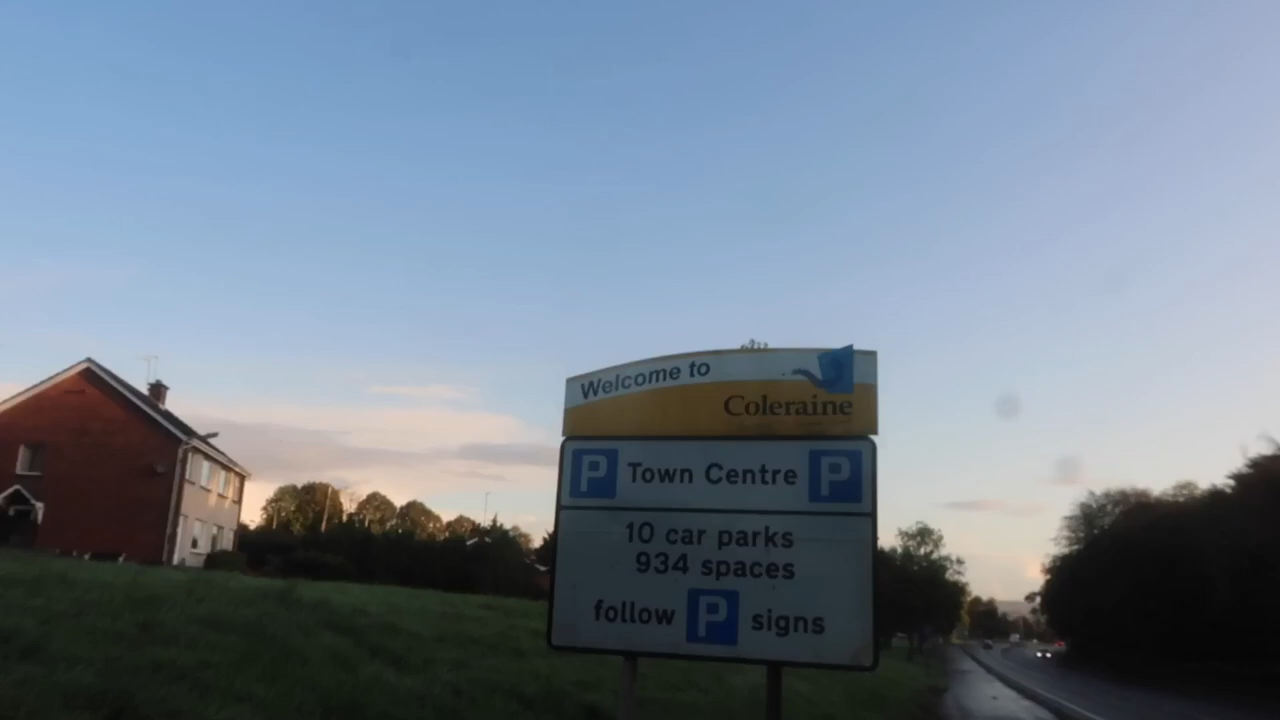 Welcome to
Coleraine
P Town Centre P
10 car parks
934 spaces
follow P signs